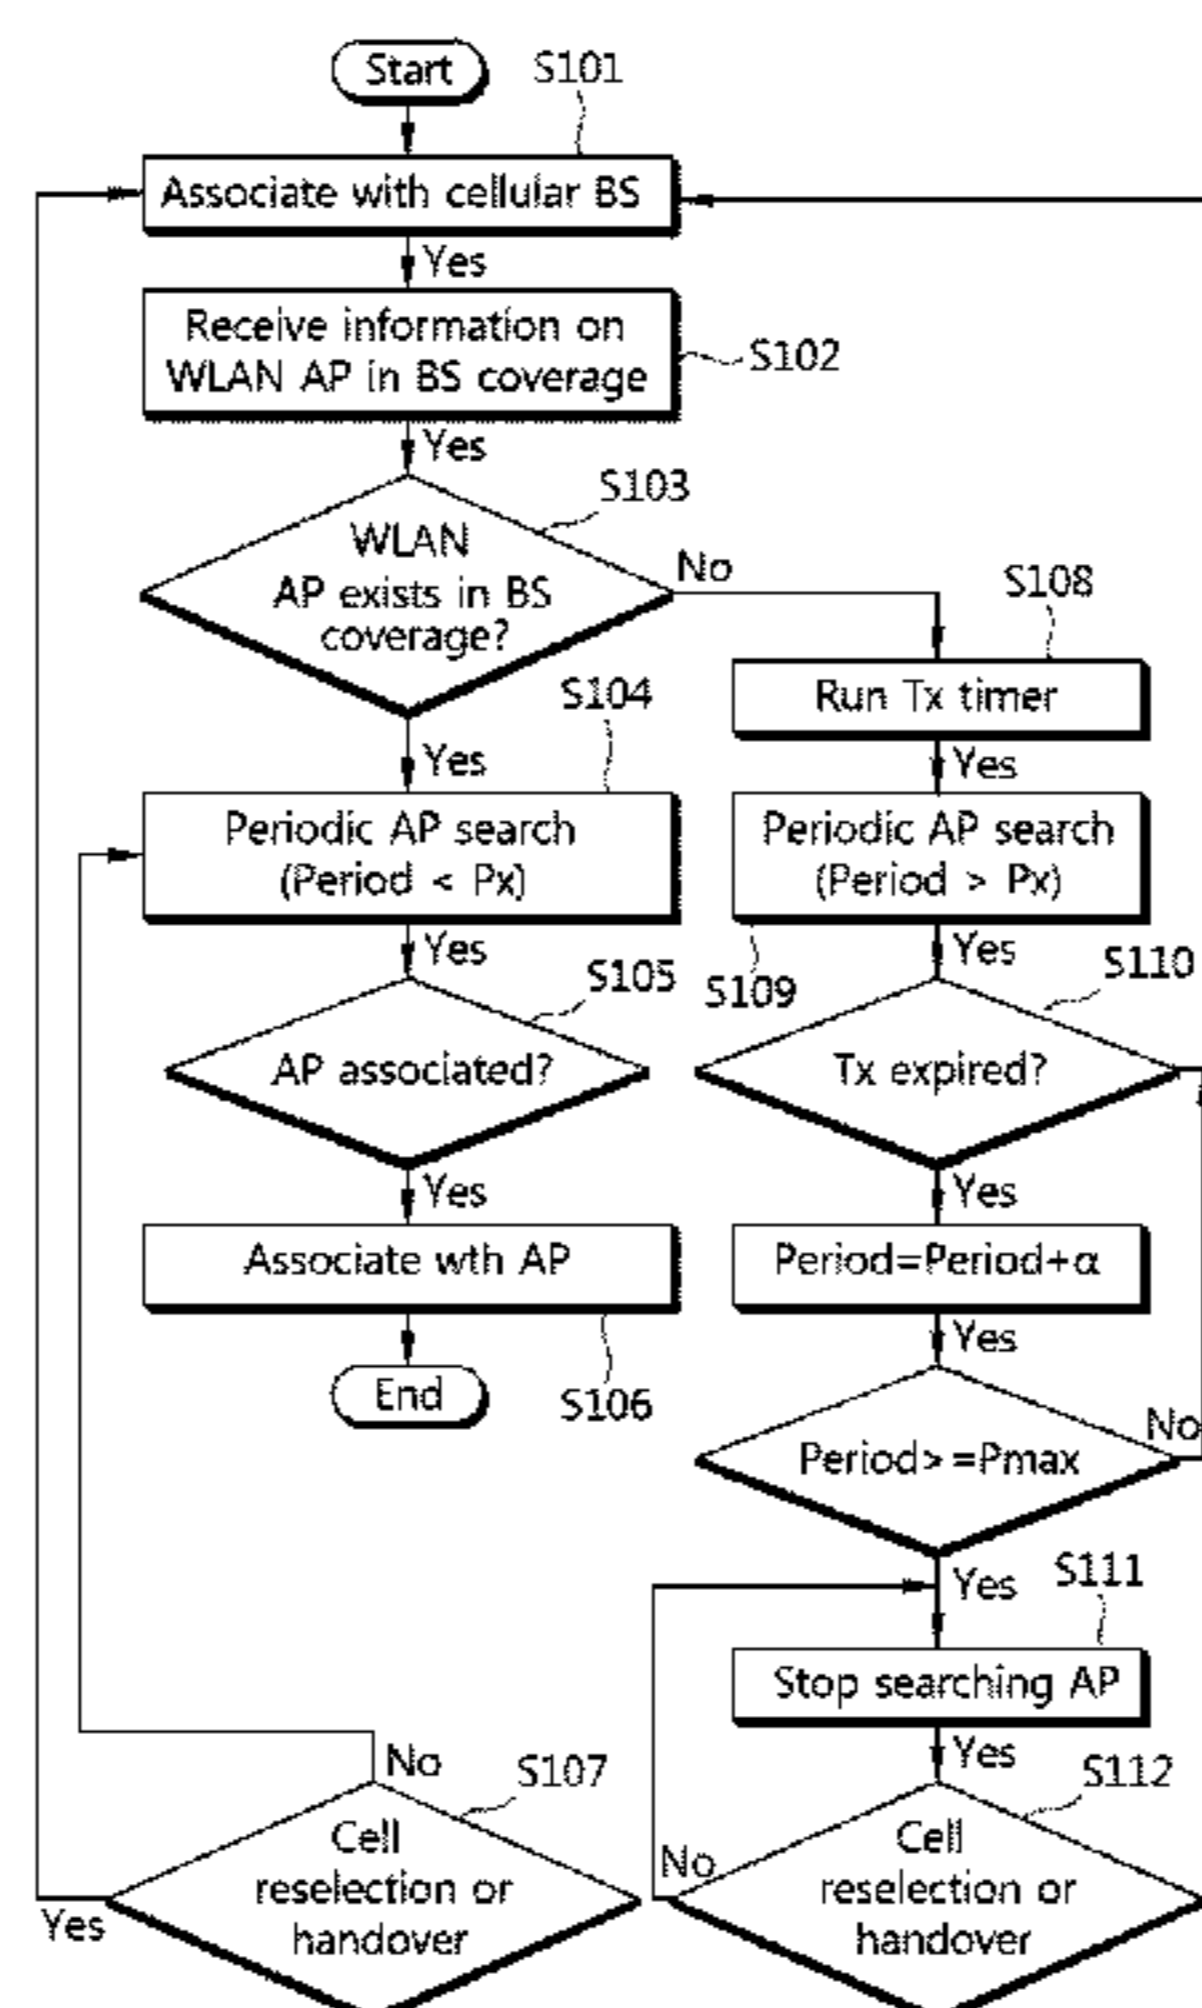 Start
S101
Associate with cellular BS
Yes
Receive information on
WLAN AP in BS coverage
S102
Yes
S103
WLAN
AP exists in BS
coverage?
No
S108
Run Tx timer
S104
Yes
Yes
Periodic AP search
(Period < Px)
Periodic AP search
(Period > Px)
Yes
Yes
S105
S109
S110
AP associated?
Tx expired?
Yes
Yes
Associate wth AP
Period=Period+α
Yes
End
S106
No
Period>=Pmax
Yes
S111
Stop searching AP
Yes
No
S107
S112
Cell
reselection or
handover
Yes
No
Cell
reselection or
handover